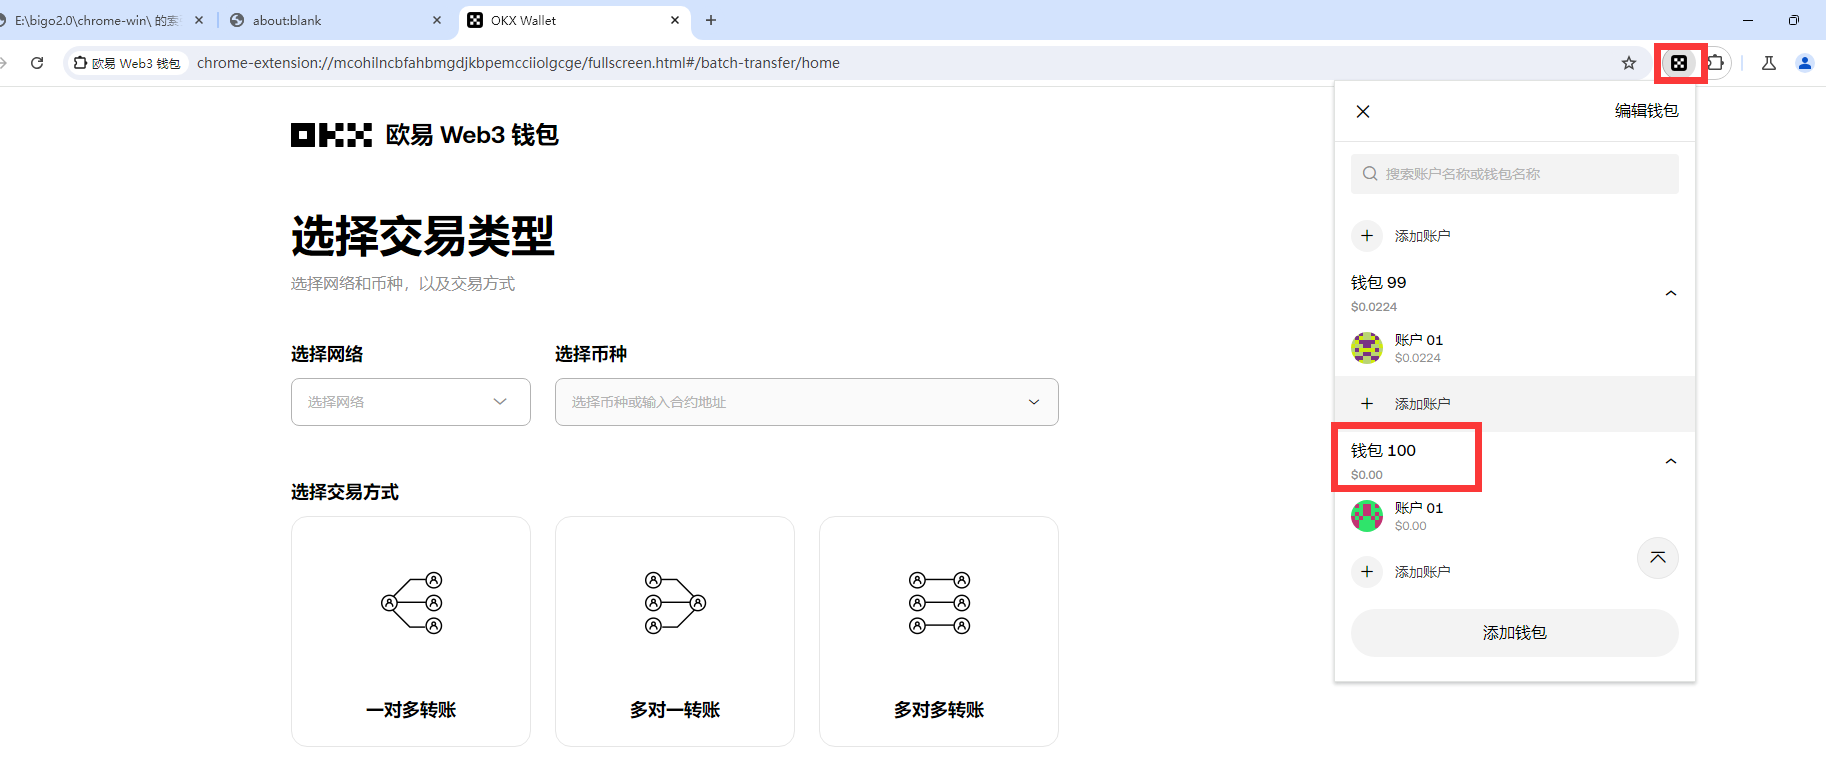 E:\bigo2.0\chrome-win\ 的索
about:blank
OKX Wallet
欧易 Web3 钱包
chrome-extension://mcohilncbfahbmgdjkbpemcciiolgcge/fullscreen.html#/batch-transfer/home
OKX 欧易 Web3 钱包
选择交易类型
选择网络和币种，以及交易方式
选择网络
选择币种
选择网络
选择币种或输入合约地址
选择交易方式
一对多转账
多对一转账
多对多转账
编辑钱包
搜索账户名称或钱包名称
添加账户
钱包 99
$0.0224
账户 01
$0.0224
添加账户
钱包 100
$0.00
账户 01
$0.00
添加账户
添加钱包